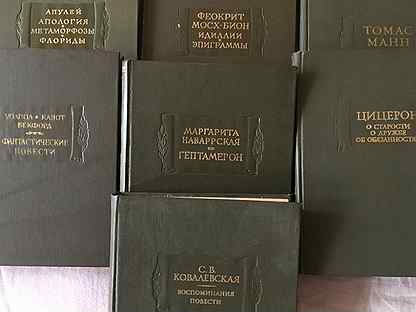 АПУЛЕЙ
АПОЛОГИЯ
МЕТАМОРФОЗЫ
ФЛОРИДЫ
ФЕОКРИТ
МОСХ·БИОН
ИДИЛЛИИ
ЭПИГРАММЫ
ТОМАС
МАНН
УОЛПОЛ · КАЗОТ
БЕКФОРД
ФАНТАСТИЧЕСКИЕ
ПОВЕСТИ
МАРГАРИТА
НАВАРРСКАЯ
ГЕПТАМЕРОН
ЦИЦЕРОН
О СТАРОСТИ
О ДРУЖБЕ
ОБ ОБЯЗАННОСТЯ
С. В.
КОВАЛЕВСКАЯ
ВОСПОМИНАНИЯ
ПОВЕСТИ